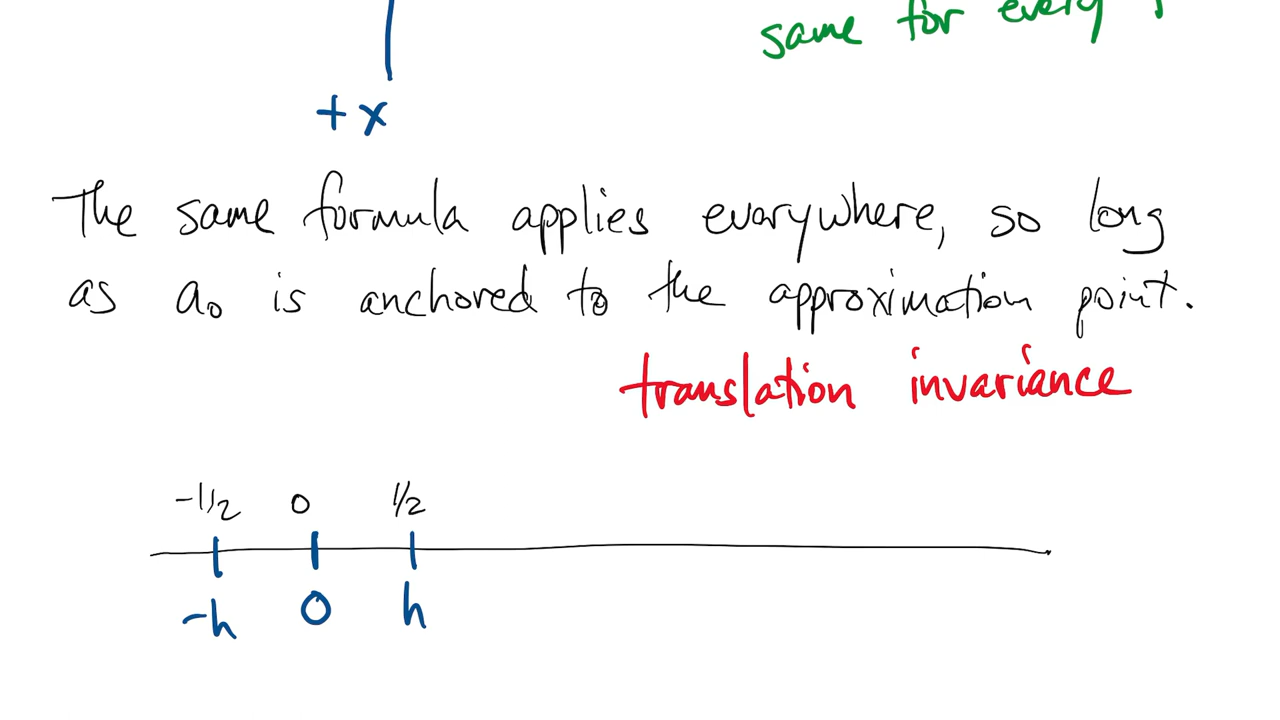 same for every
+x
The same formula applies everywhere, so long
as a₀ is anchored to the approximation point.
translation invariance
-1/2 0 1/2
-h 0 h